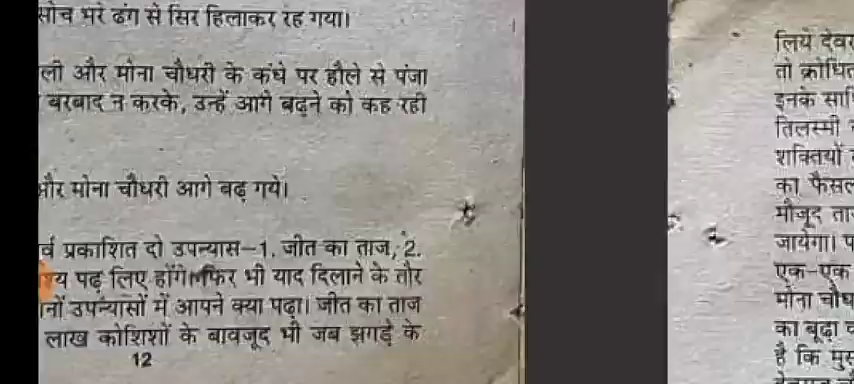 सोच भरे ढंग से सिर हिलाकर रह गया।
ली और मोना चौधरी के कंधे पर हौले से पंजा
बरबाद न करके, उन्हें आगे बढ़ने को कह रही
और मोना चौधरी आगे बढ़ गये।
र्व प्रकाशित दो उपन्यास–1. जीत का ताज, 2.
य पढ़ लिए होंगे। फिर भी याद दिलाने के तौर
नों उपन्यासों में आपने क्या पढ़ा। जीत का ताज
लाख कोशिशों के बावजूद भी जब झगड़े के
12
लिये देवर
तो क्रोधित
इनके साथि
तिलस्मी
शक्तियों
का फैसल
मौजूद ता
जायेगा। प
एक-एक
मोना चौध
का बूढ़ा व
है कि मुस